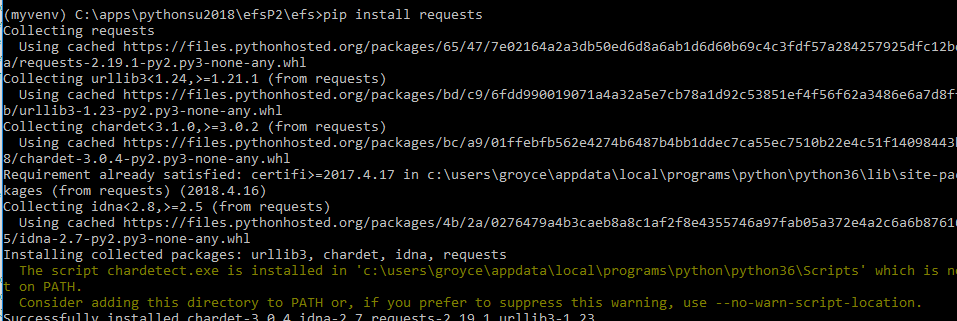 (myvenv) C:\apps\pythonsu2018\efsP2\efs>pip install requests
Collecting requests
Using cached https://files.pythonhosted.org/packages/65/47/7e02164a2a3db50ed6d8a6ab1d6d60b69c4c3fdf57a284257925dfc12bd
a/requests-2.19.1-py2.py3-none-any.whl
Collecting urllib3<1.24,>=1.21.1 (from requests)
Using cached https://files.pythonhosted.org/packages/bd/c9/6fdd990019071a4a32a5e7cb78a1d92c53851ef4f56f62a3486e6a7d8ff
b/urllib3-1.23-py2.py3-none-any.whl
Collecting chardet<3.1.0,>=3.0.2 (from requests)
Using cached https://files.pythonhosted.org/packages/bc/a9/01ffebfb562e4274b6487b4bb1ddec7ca55ec7510b22e4c51f14098443b
8/chardet-3.0.4-py2.py3-none-any.whl
Requirement already satisfied: certifi>=2017.4.17 in c:\users\groyce\appdata\local\programs\python\python36\lib\site-pac
kages (from requests) (2018.4.16)
Collecting idna<2.8,>=2.5 (from requests)
Using cached https://files.pythonhosted.org/packages/4b/2a/0276479a4b3caeb8a8c1af2f8e4355746a97fab05a372e4a2c6a6b87616
5/idna-2.7-py2.py3-none-any.whl
Installing collected packages: urllib3, chardet, idna, requests
The script chardetect.exe is installed in 'c:\users\groyce\appdata\local\programs\python\python36\Scripts' which is no
t on PATH.
Consider adding this directory to PATH or, if you prefer to suppress this warning, use --no-warn-script-location.
Successfully installed chardet-3.0.4 idna-2.7 requests-2.19.1 urllib3-1.23